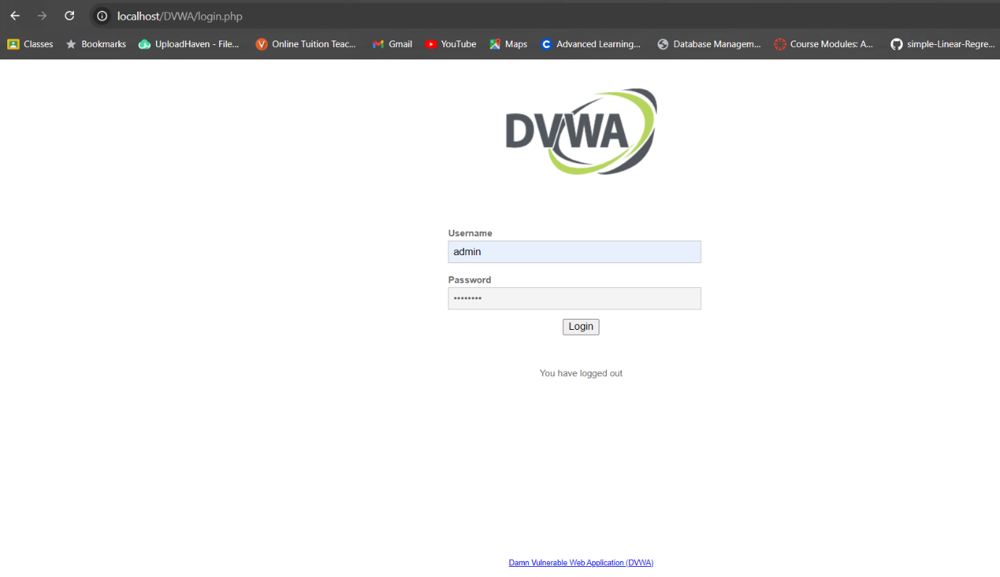 localhost/DVWA/login.php
Classes Bookmarks UploadHaven - File... Online Tuition Teac... Gmail YouTube Maps Advanced Learning... Database Managem... Course Modules: A... simple-Linear-Regre...
DVWA
Username
admin
Password
••••••••
Login
You have logged out
Damn Vulnerable Web Application (DVWA)